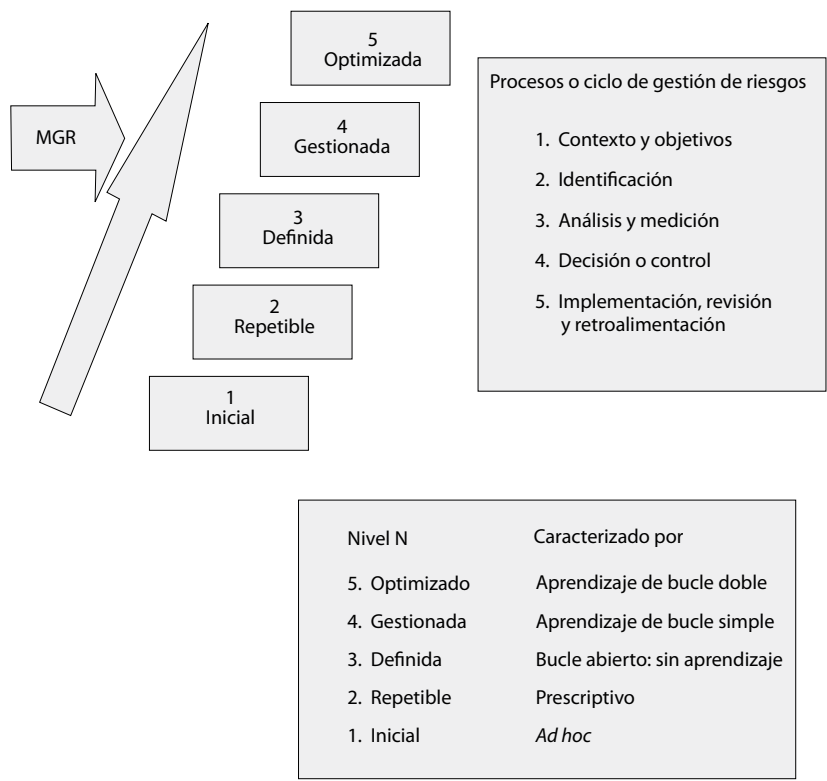 5
Optimizada
MGR
4
Gestionada
3
Definida
2
Repetible
1
Inicial
Procesos o ciclo de gestión de riesgos
1. Contexto y objetivos
2. Identificación
3. Análisis y medición
4. Decisión o control
5. Implementación, revisión
y retroalimentación
Nivel N Caracterizado por
5. Optimizado Aprendizaje de bucle doble
4. Gestionada Aprendizaje de bucle simple
3. Definida Bucle abierto: sin aprendizaje
2. Repetible Prescriptivo
1. Inicial Ad hoc